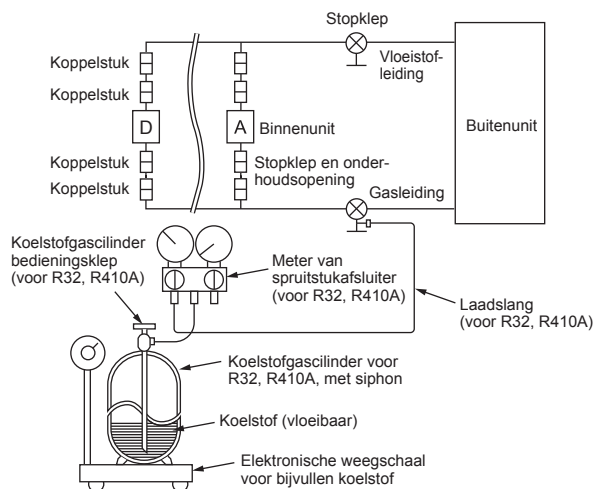 Stopklep
Koppelstuk
Vloeistof-
leiding
Koppelstuk
D
A
Binnenunit
Buitenunit
Koppelstuk
Stopklep en onder-
houdsopening
Koppelstuk
Gasleiding
Koelstofgascilinder
bedieningsklep
(voor R32, R410A)
Meter van
spruitstukafsluiter
(voor R32, R410A)
Laadslang
(voor R32, R410A)
Koelstofgascilinder voor
R32, R410A, met siphon
Koelstof (vloeibaar)
Elektronische weegschaal
voor bijvullen koelstof